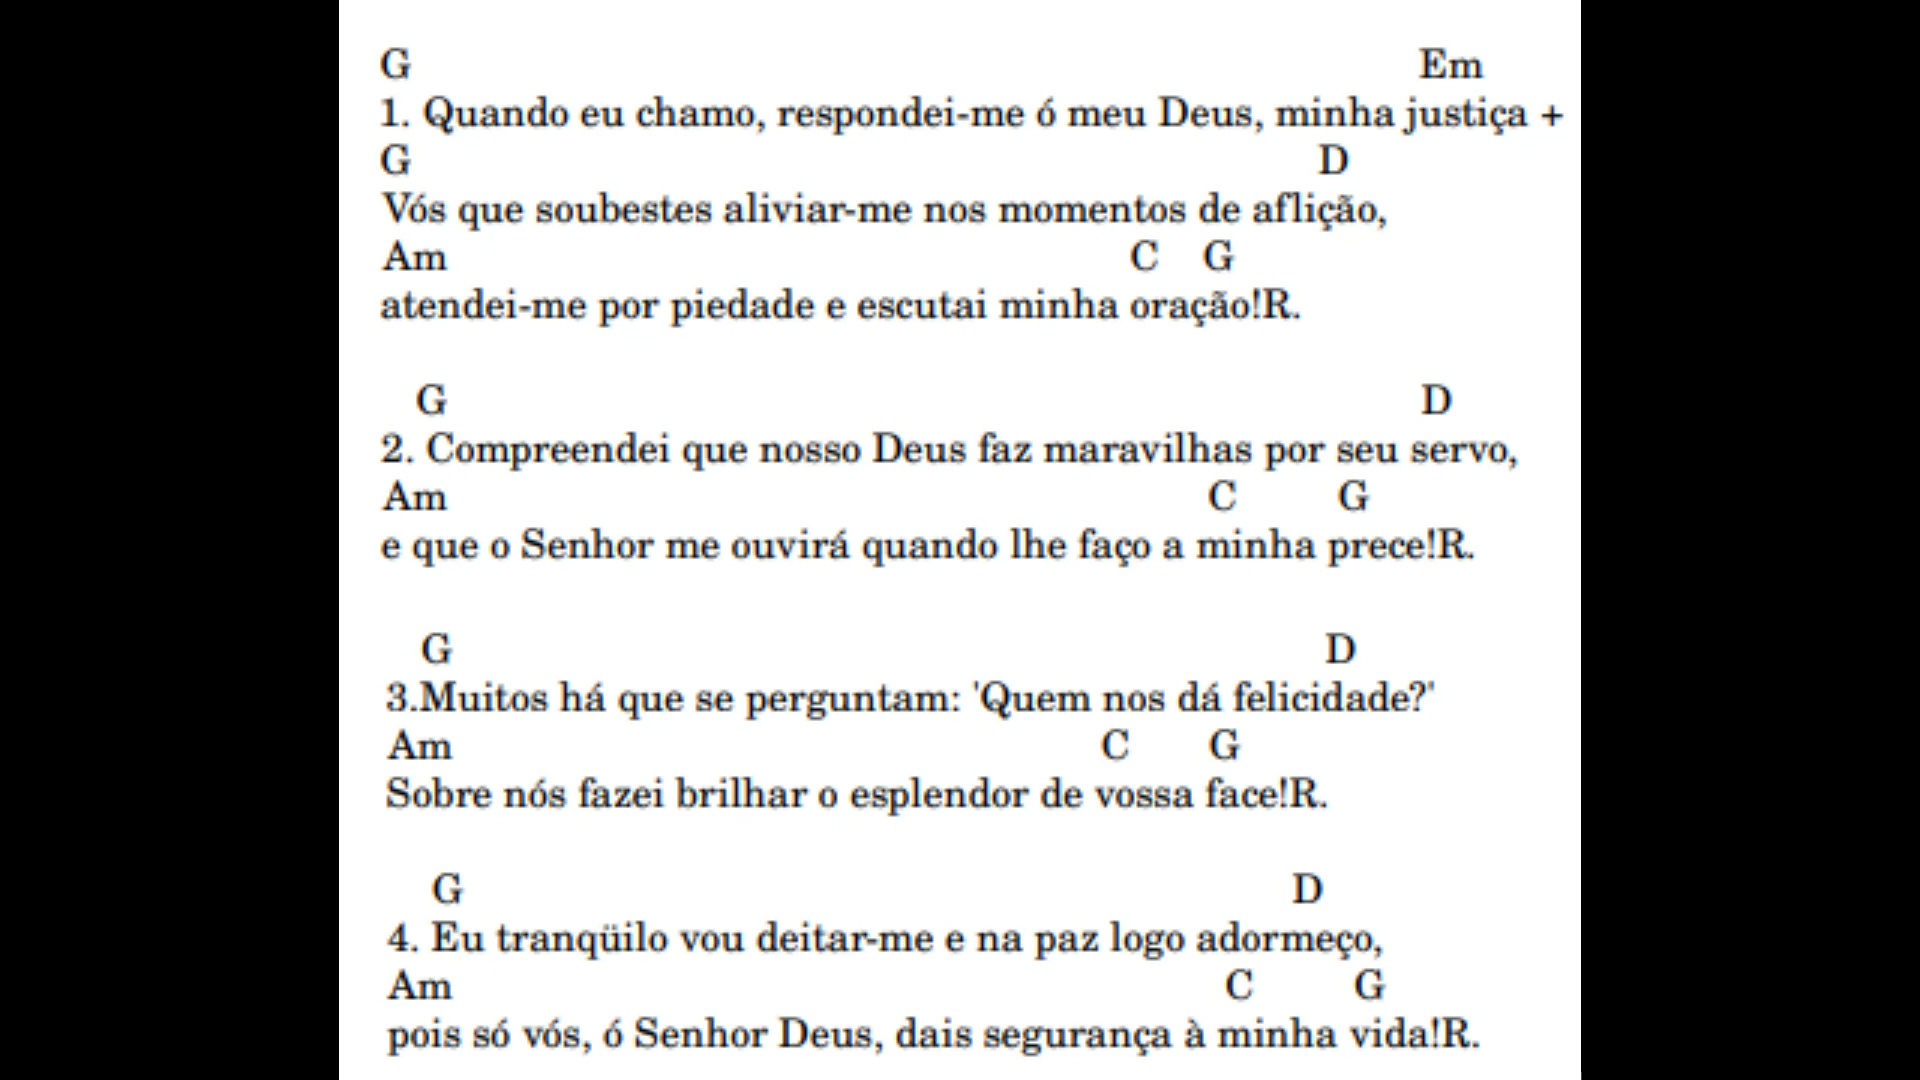 G Em
1. Quando eu chamo, respondei-me ó meu Deus, minha justiça +
G D
Vós que soubestes aliviar-me nos momentos de aflição,
Am C G
atendei-me por piedade e escutai minha oração!R.
G D
2. Compreendei que nosso Deus faz maravilhas por seu servo,
Am C G
e que o Senhor me ouvirá quando lhe faço a minha prece!R.
G D
3.Muitos há que se perguntam: 'Quem nos dá felicidade?'
Am C G
Sobre nós fazei brilhar o esplendor de vossa face!R.
G D
4. Eu tranqüilo vou deitar-me e na paz logo adormeço,
Am C G
pois só vós, ó Senhor Deus, dais segurança à minha vida!R.